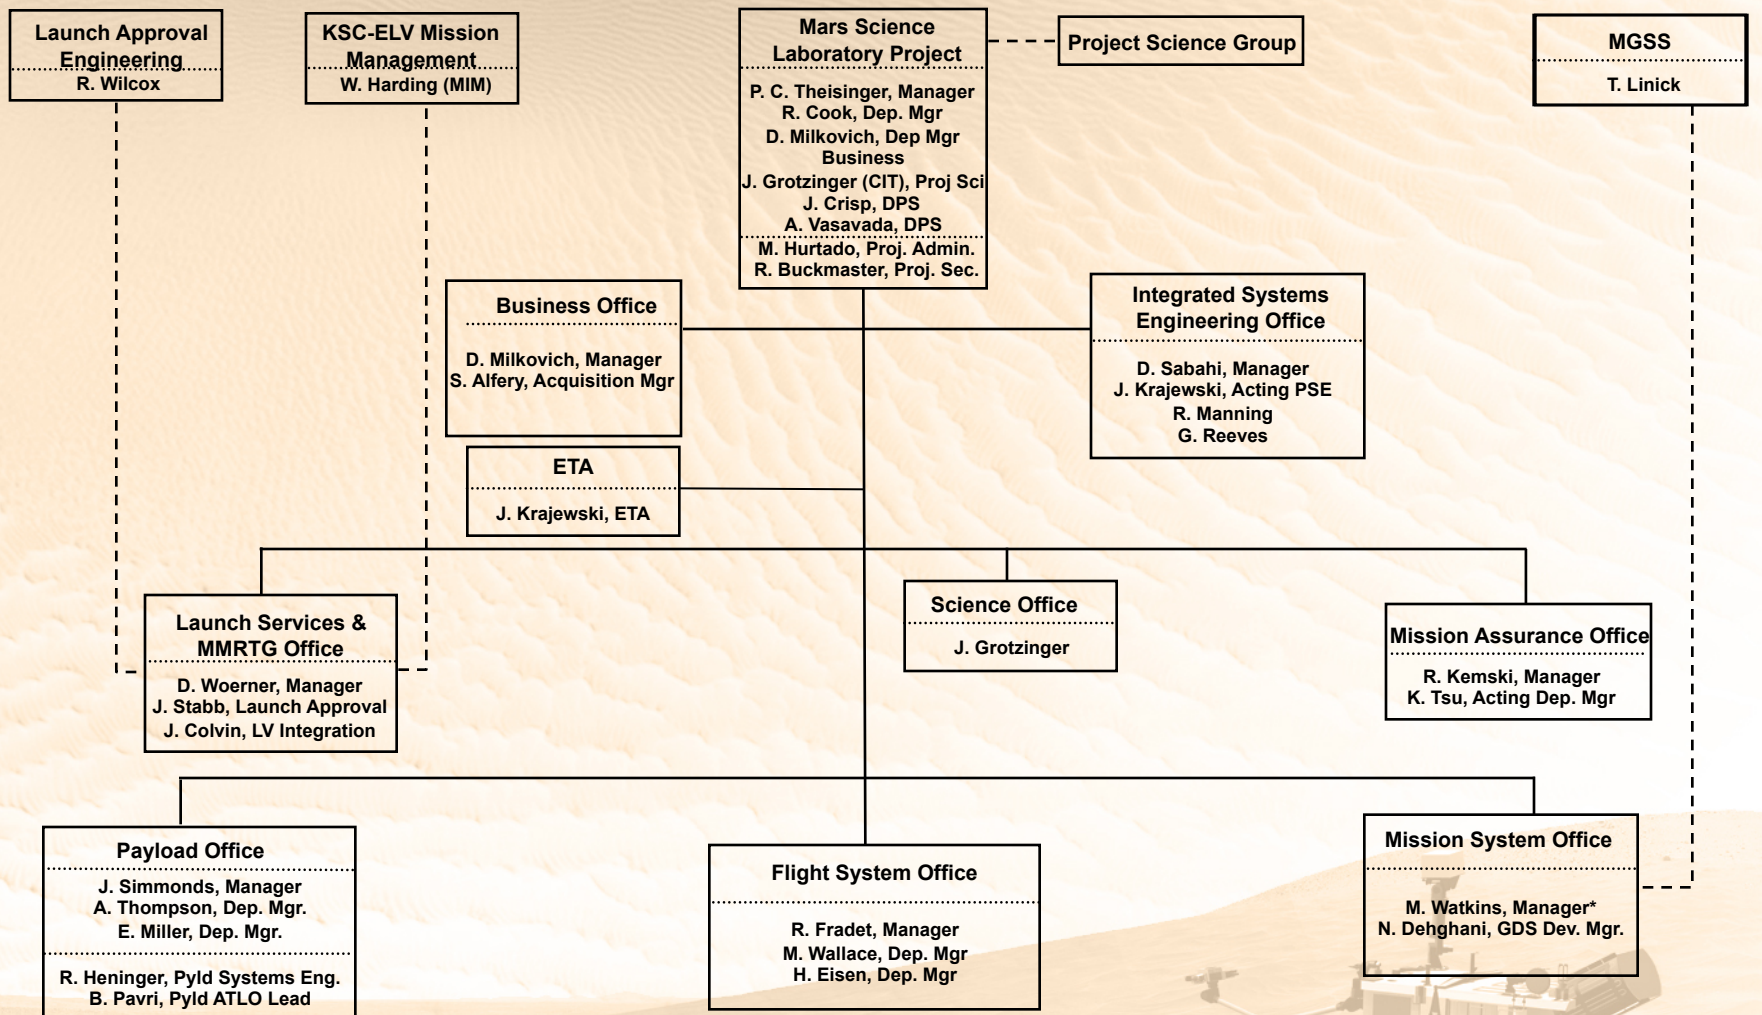 Launch Approval
Engineering
R. Wilcox
KSC-ELV Mission
Management
W. Harding (MIM)
Mars Science
Laboratory Project
P. C. Theisinger, Manager
R. Cook, Dep. Mgr
D. Milkovich, Dep Mgr
Business
J. Grotzinger (CIT), Proj Sci
J. Crisp, DPS
A. Vasavada, DPS
M. Hurtado, Proj. Admin.
R. Buckmaster, Proj. Sec.
Project Science Group
MGSS
T. Linick
Business Office
D. Milkovich, Manager
S. Alfery, Acquisition Mgr
Integrated Systems
Engineering Office
D. Sabahi, Manager
J. Krajewski, Acting PSE
R. Manning
G. Reeves
ETA
J. Krajewski, ETA
Launch Services &
MMRTG Office
D. Woerner, Manager
J. Stabb, Launch Approval
J. Colvin, LV Integration
Science Office
J. Grotzinger
Mission Assurance Office
R. Kemski, Manager
K. Tsu, Acting Dep. Mgr
Payload Office
J. Simmonds, Manager
A. Thompson, Dep. Mgr.
E. Miller, Dep. Mgr.
R. Heninger, Pyld Systems Eng.
B. Pavri, Pyld ATLO Lead
Flight System Office
R. Fradet, Manager
M. Wallace, Dep. Mgr
H. Eisen, Dep. Mgr
Mission System Office
M. Watkins, Manager*
N. Dehghani, GDS Dev. Mgr.